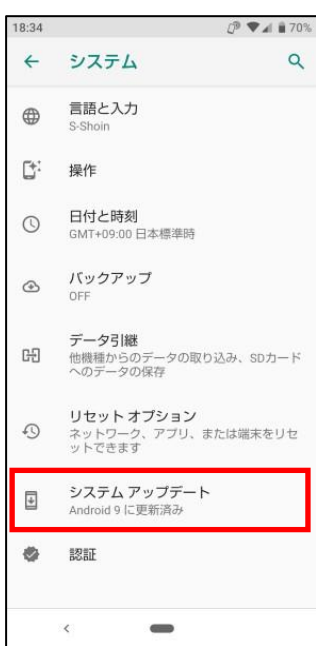 18:34
70%
システム
言語と入力
S-Shoin
操作
日付と時刻
GMT+09:00 日本標準時
バックアップ
OFF
データ引継
他機種からのデータの取り込み、SDカード
へのデータの保存
リセット オプション
ネットワーク、アプリ、または端末をリセ
ットできます
システム アップデート
Android 9 に更新済み
認証